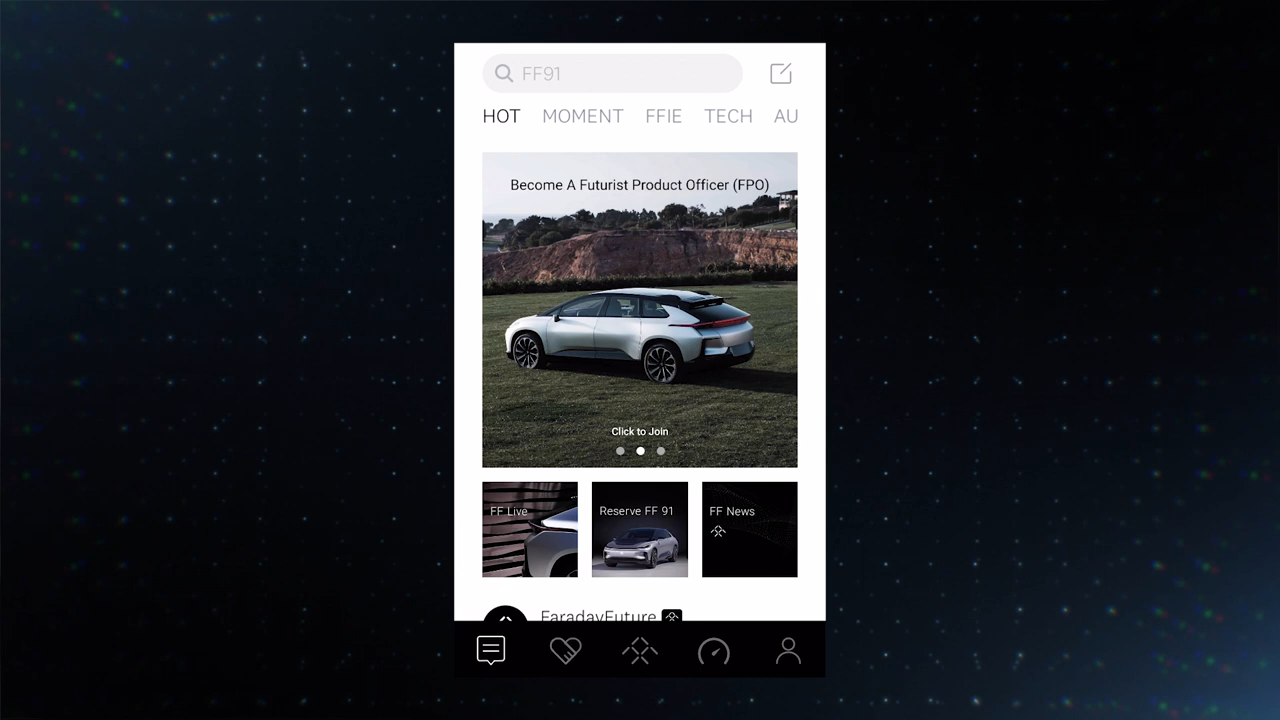 FF91
HOT MOMENT FFIE TECH AU
Become A Futurist Product Officer (FPO)
Click to Join
FF Live
Reserve FF 91
FF News
FaradayFuture